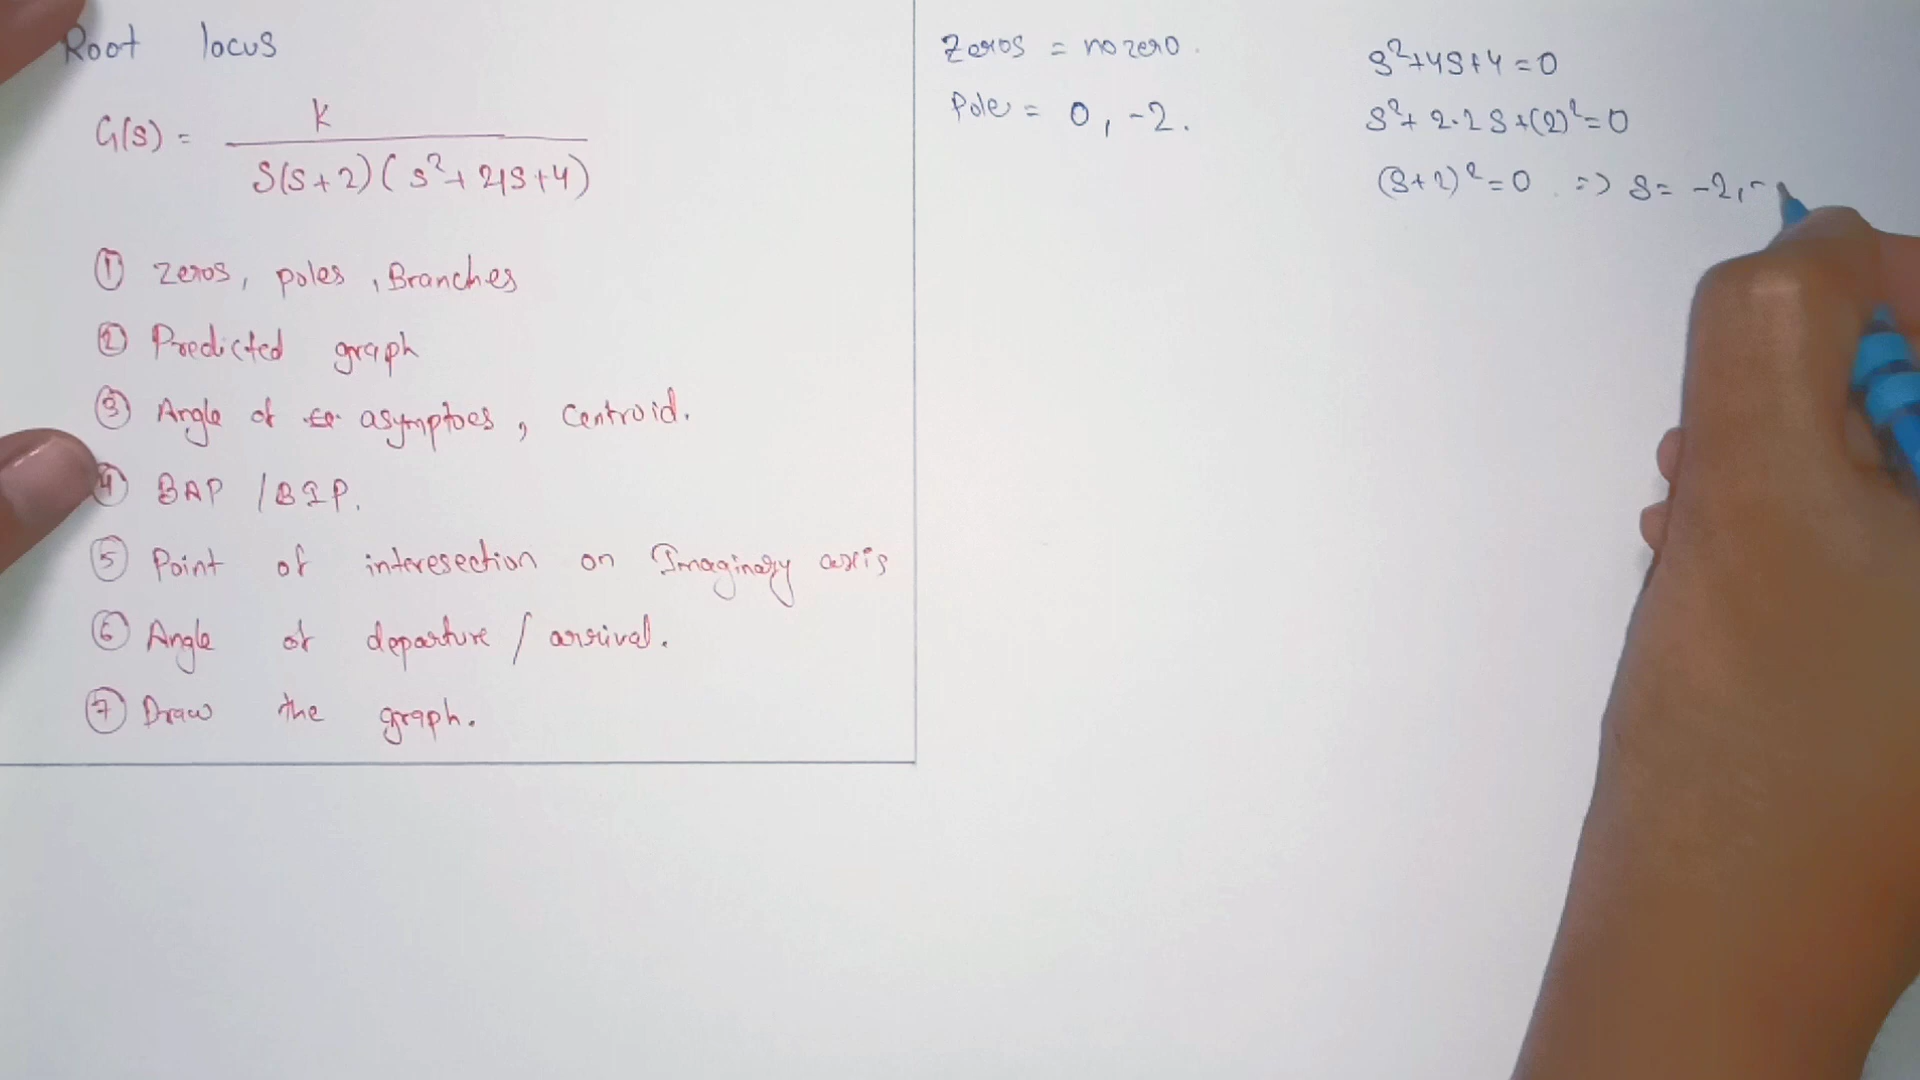 Root locus
G(s) = K / S(S+2)(S²+24S+4)
① Zeros, poles, Branches
② Predicted graph
③ Angle of asymptoes, Centroid.
④ BAP / BIP.
⑤ Point of interesection on Imaginary axis
⑥ Angle of departure / arrival.
⑦ Draw the graph.
Zeros = no zero.
Pole = 0, -2.
S²+4S+4=0
S²+2·2S+(2)²=0
(S+2)²=0 => S= -2, -